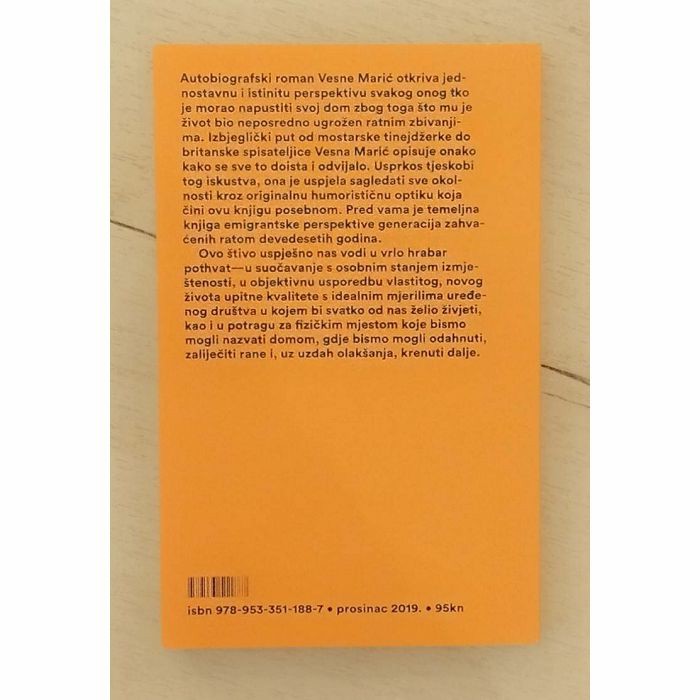 Autobiografski roman Vesne Marić otkriva jed-
nostavnu i istinitu perspektivu svakog onog tko
je morao napustiti svoj dom zbog toga što mu je
život bio neposredno ugrožen ratnim zbivanji-
ma. Izbjeglički put od mostarske tinejdžerke do
britanske spisateljice Vesna Marić opisuje onako
kako se sve to doista i odvijalo. Usprkos tjeskobi
tog iskustva, ona je uspjela sagledati sve okol-
nosti kroz originalnu humorističnu optiku koja
čini ovu knjigu posebnom. Pred vama je temeljna
knjiga emigrantske perspektive generacija zahva-
ćenih ratom devedesetih godina.
Ovo štivo uspješno nas vodi u vrlo hrabar
pothvat—u suočavanje s osobnim stanjem izmje-
štenosti, u objektivnu usporedbu vlastitog, novog
života upitne kvalitete s idealnim mjerilima uređe-
nog društva u kojem bi svatko od nas želio živjeti,
kao i u potragu za fizičkim mjestom koje bismo
mogli nazvati domom, gdje bismo mogli odahnuti,
zaliječiti rane i, uz uzdah olakšanja, krenuti dalje.
isbn 978-953-351-188-7 • prosinac 2019. • 95kn